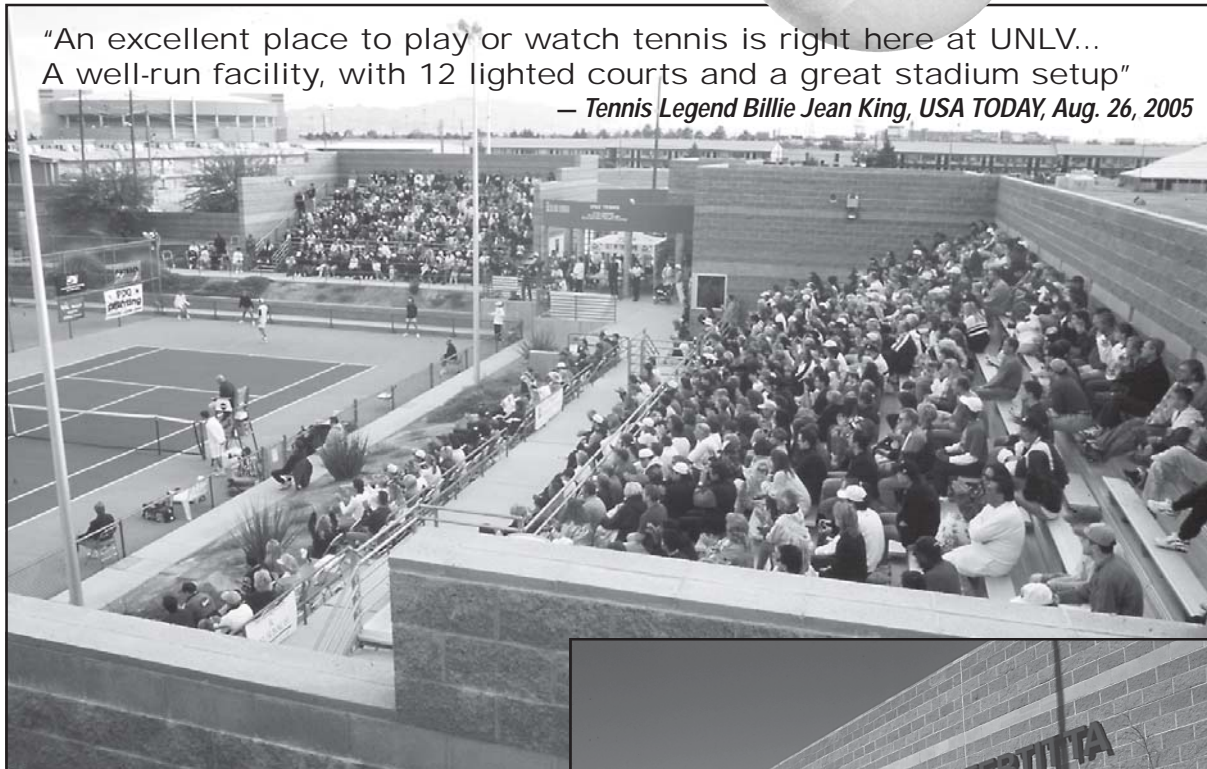 "An excellent place to play or watch tennis is right here at UNLV...
A well-run facility, with 12 lighted courts and a great stadium setup"
— Tennis Legend Billie Jean King, USA TODAY, Aug. 26, 2005